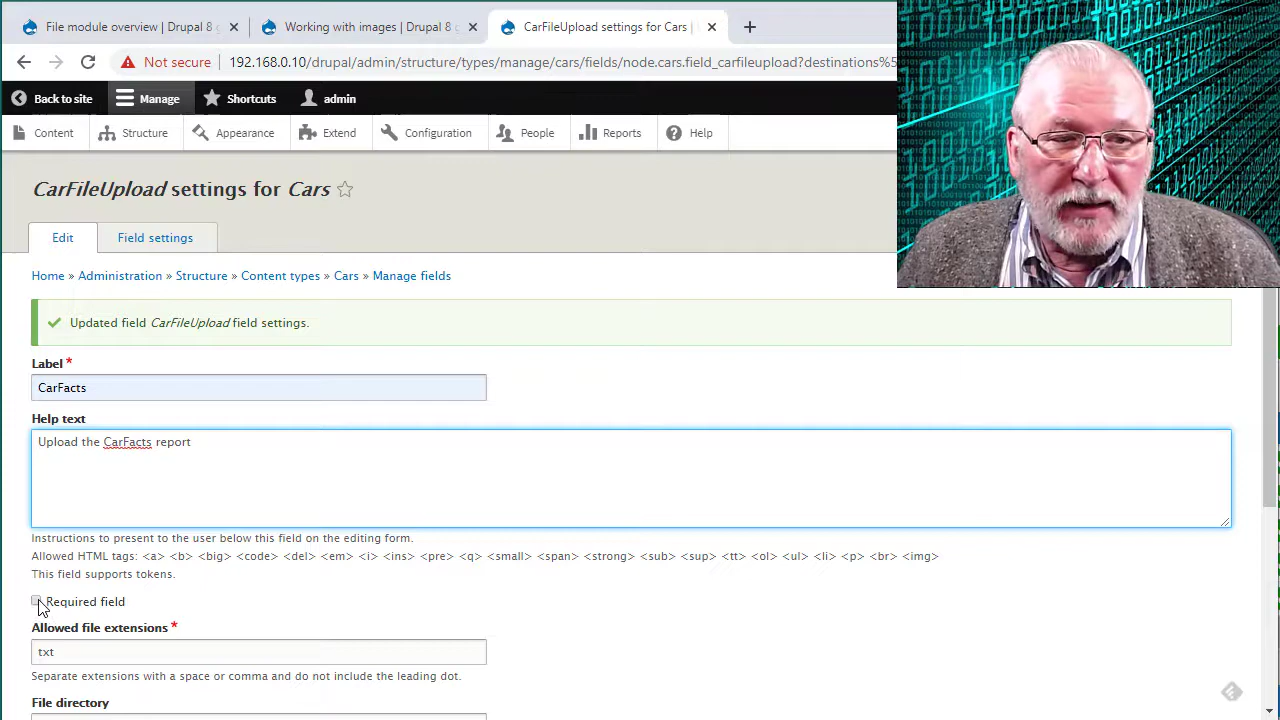 File module overview | Drupal 8 g
Working with images | Drupal 8 g
CarFileUpload settings for Cars |
Not secure 192.168.0.10/drupal/admin/structure/types/manage/cars/fields/node.cars.field_carfileupload?destinations%5
Back to site Manage Shortcuts admin
Content Structure Appearance Extend Configuration People Reports Help
CarFileUpload settings for Cars
Edit Field settings
Home » Administration » Structure » Content types » Cars » Manage fields
Updated field CarFileUpload field settings.
Label *
CarFacts
Help text
Upload the CarFacts report
Instructions to present to the user below this field on the editing form.
Allowed HTML tags: <a> <b> <big> <code> <del> <em> <i> <ins> <pre> <q> <small> <span> <strong> <sub> <sup> <tt> <ol> <ul> <li> <p> <br> <img>
This field supports tokens.
Required field
Allowed file extensions *
txt
Separate extensions with a space or comma and do not include the leading dot.
File directory